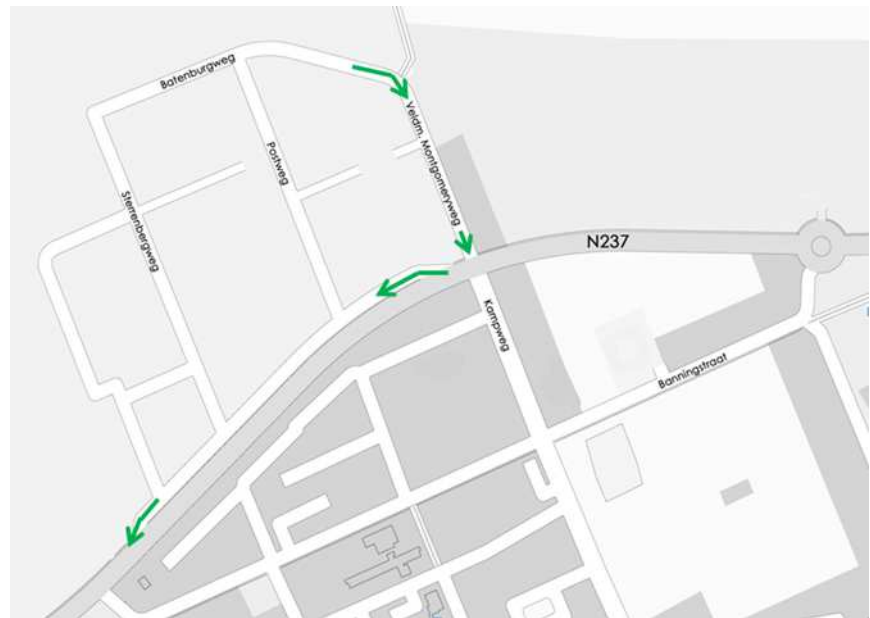 Batenburgweg
Veldm. Montgomeryweg
Postweg
Sterrenbergweg
N237
Kampweg
Banningstraat